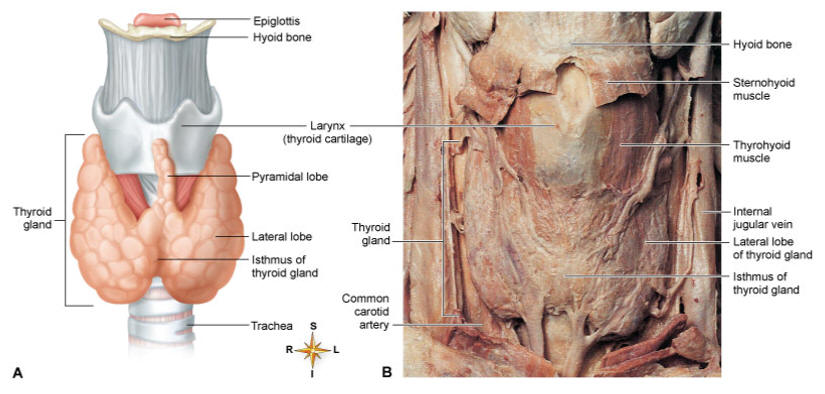 Epiglottis
Hyoid bone
Larynx
(thyroid cartilage)
Pyramidal lobe
Thyroid
gland
Lateral lobe
Isthmus of
thyroid gland
Trachea
S
R
L
I
A
Hyoid bone
Sternohyoid
muscle
Thyrohyoid
muscle
Internal
jugular vein
Thyroid
gland
Lateral lobe
of thyroid gland
Isthmus of
thyroid gland
Common
carotid
artery
B